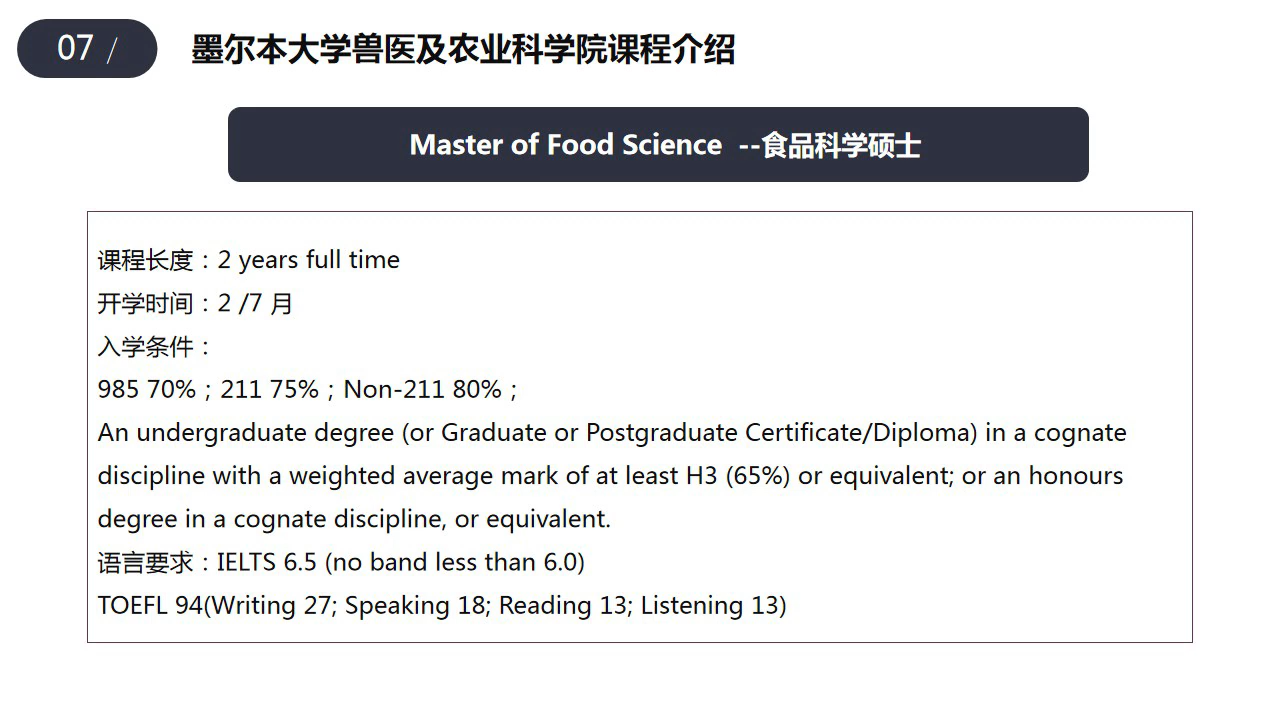 07 /
墨尔本大学兽医及农业科学院课程介绍
Master of Food Science --食品科学硕士
课程长度：2 years full time
开学时间：2 /7 月
入学条件：
985 70%；211 75%；Non-211 80%；
An undergraduate degree (or Graduate or Postgraduate Certificate/Diploma) in a cognate
discipline with a weighted average mark of at least H3 (65%) or equivalent; or an honours
degree in a cognate discipline, or equivalent.
语言要求：IELTS 6.5 (no band less than 6.0)
TOEFL 94(Writing 27; Speaking 18; Reading 13; Listening 13)